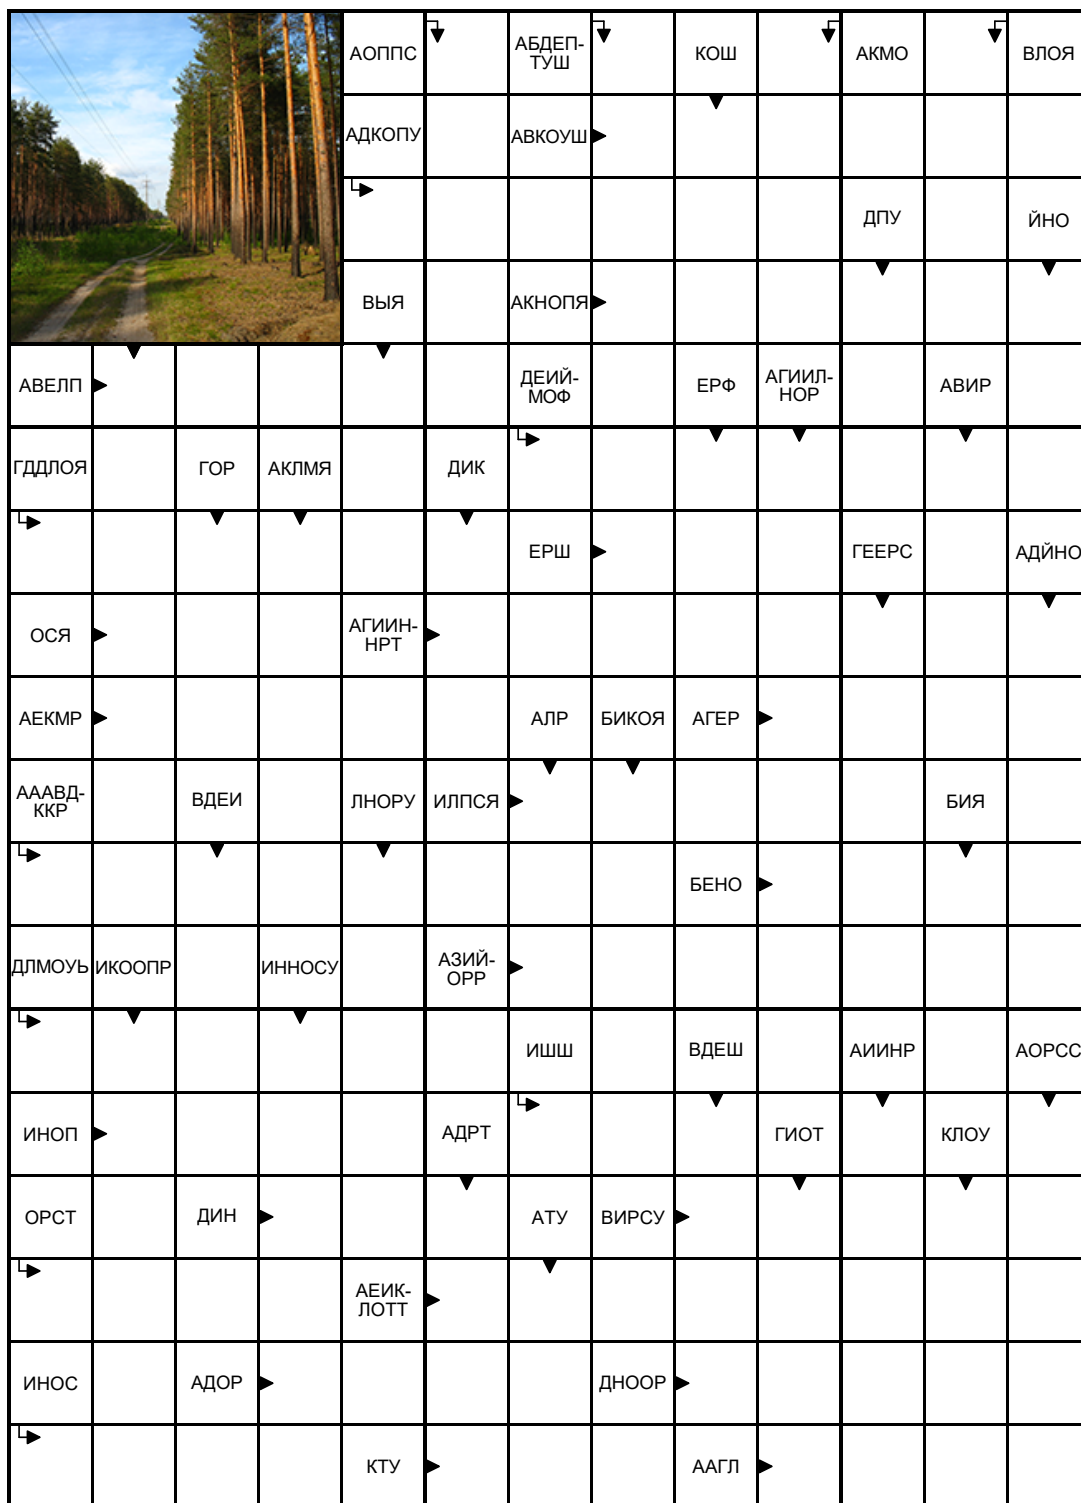 АОППС
АБДЕП-
ТУШ
КОШ
АКМО
ВЛОЯ
АДКОПУ
АВКОУШ
ДПУ
ЙНО
ВЫЯ
АКНОПЯ
АВЕЛП
ДЕИЙ-
МОФ
ЕРФ
АГИИЛ-
НОР
АВИР
ГДДЛОЯ
ГОР
АКЛМЯ
ДИК
ЕРШ
ГЕЕРС
АДЙНО
ОСЯ
АГИИН-
НРТ
АЕКМР
АЛР
БИКОЯ
АГЕР
АААВД-
ККР
ВДЕИ
ЛНОРУ
ИЛПСЯ
БИЯ
БЕНО
ДЛМОУЬ
ИКООПР
ИННОСУ
АЗИЙ-
ОРР
ИШШ
ВДЕШ
АИИНР
АОРСС
ИНОП
АДРТ
ГИОТ
КЛОУ
ОРСТ
ДИН
АТУ
ВИРСУ
АЕИК-
ЛОТТ
ИНОС
АДОР
ДНООР
КТУ
ААГЛ